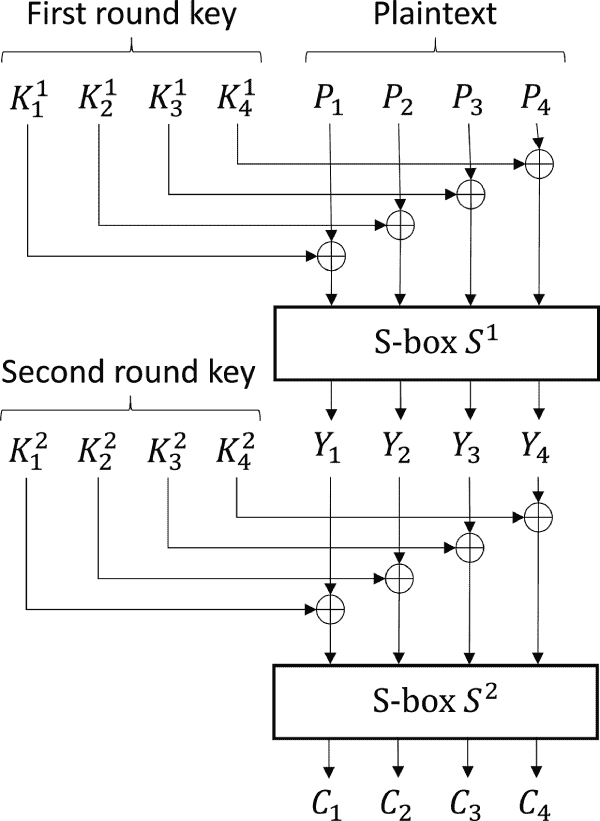 First round key Plaintext
K₁¹ K₂¹ K₃¹ K₄¹ P₁ P₂ P₃ P₄
S-box S¹
Second round key
K₁² K₂² K₃² K₄² Y₁ Y₂ Y₃ Y₄
S-box S²
C₁ C₂ C₃ C₄